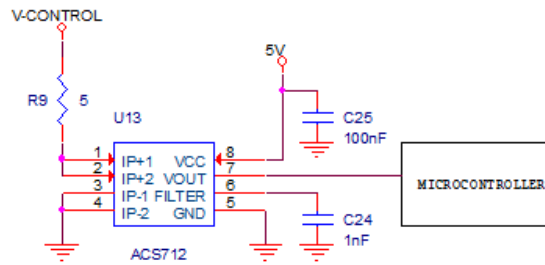 V-CONTROL
5V
R9 5
U13
C25
100nF
1 IP+1 VCC 8
2 IP+2 VOUT 7
3 IP-1 FILTER 6
4 IP-2 GND 5
MICROCONTROLLER
C24
1nF
ACS712